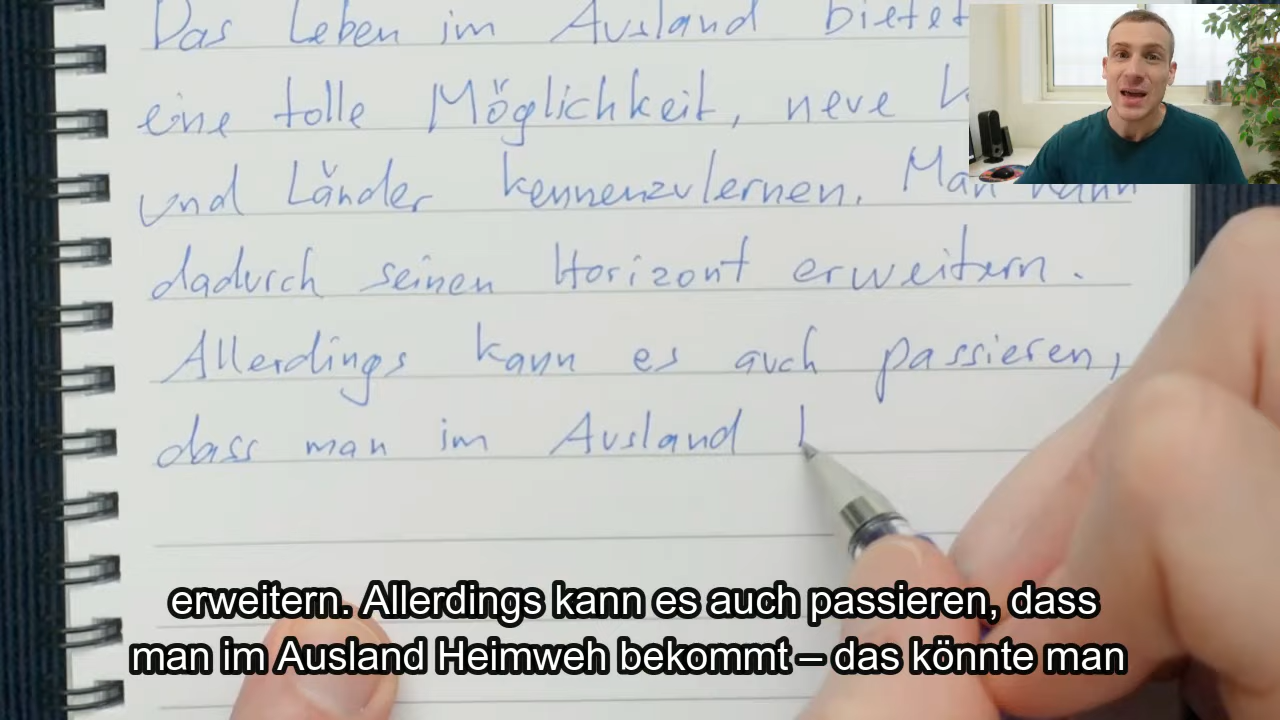 Das Leben im Ausland bietet
eine tolle Möglichkeit, neue
und Länder kennenzulernen. Man kann
dadurch seinen Horizont erweitern.
Allerdings kann es auch passieren,
dass man im Ausland
erweitern. Allerdings kann es auch passieren, dass
man im Ausland Heimweh bekommt – das könnte man